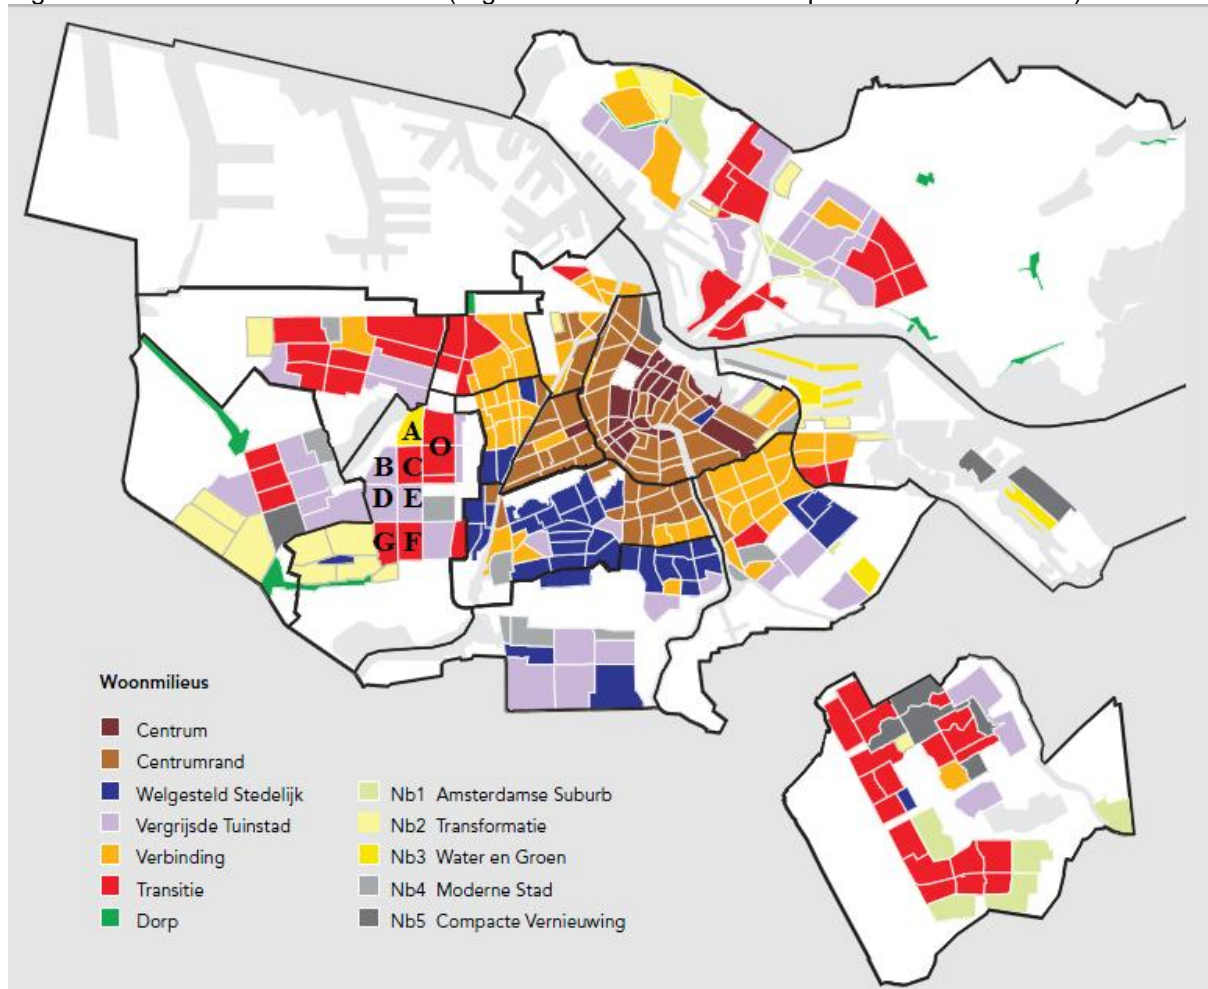 A
O
B C
D E
G F
Woonmilieus
Centrum
Centrumrand
Welgesteld Stedelijk
Vergrijsde Tuinstad
Verbinding
Transitie
Dorp
Nb1 Amsterdamse Suburb
Nb2 Transformatie
Nb3 Water en Groen
Nb4 Moderne Stad
Nb5 Compacte Vernieuwing